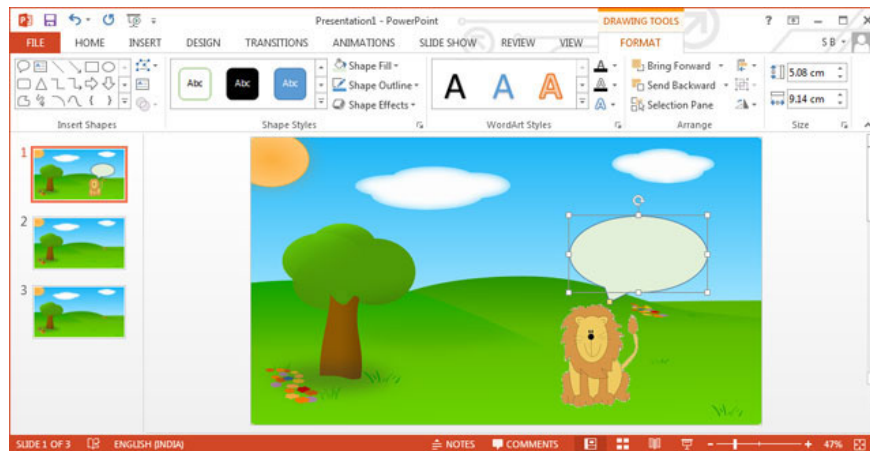 Presentation1 - PowerPoint
DRAWING TOOLS
?
FILE HOME INSERT DESIGN TRANSITIONS ANIMATIONS SLIDE SHOW REVIEW VIEW FORMAT S B
Abc Abc Abc
Shape Fill
Shape Outline
Shape Effects
A A A
A
A
A
Bring Forward
Send Backward
Selection Pane
5.08 cm
9.14 cm
Insert Shapes Shape Styles WordArt Styles Arrange Size
1
2
3
SLIDE 1 OF 3 ENGLISH (INDIA) NOTES COMMENTS 47%